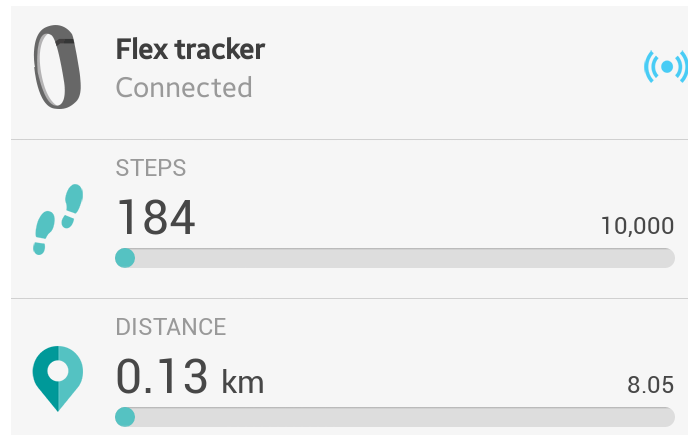 Flex tracker
Connected
STEPS
184
10,000
DISTANCE
0.13 km
8.05